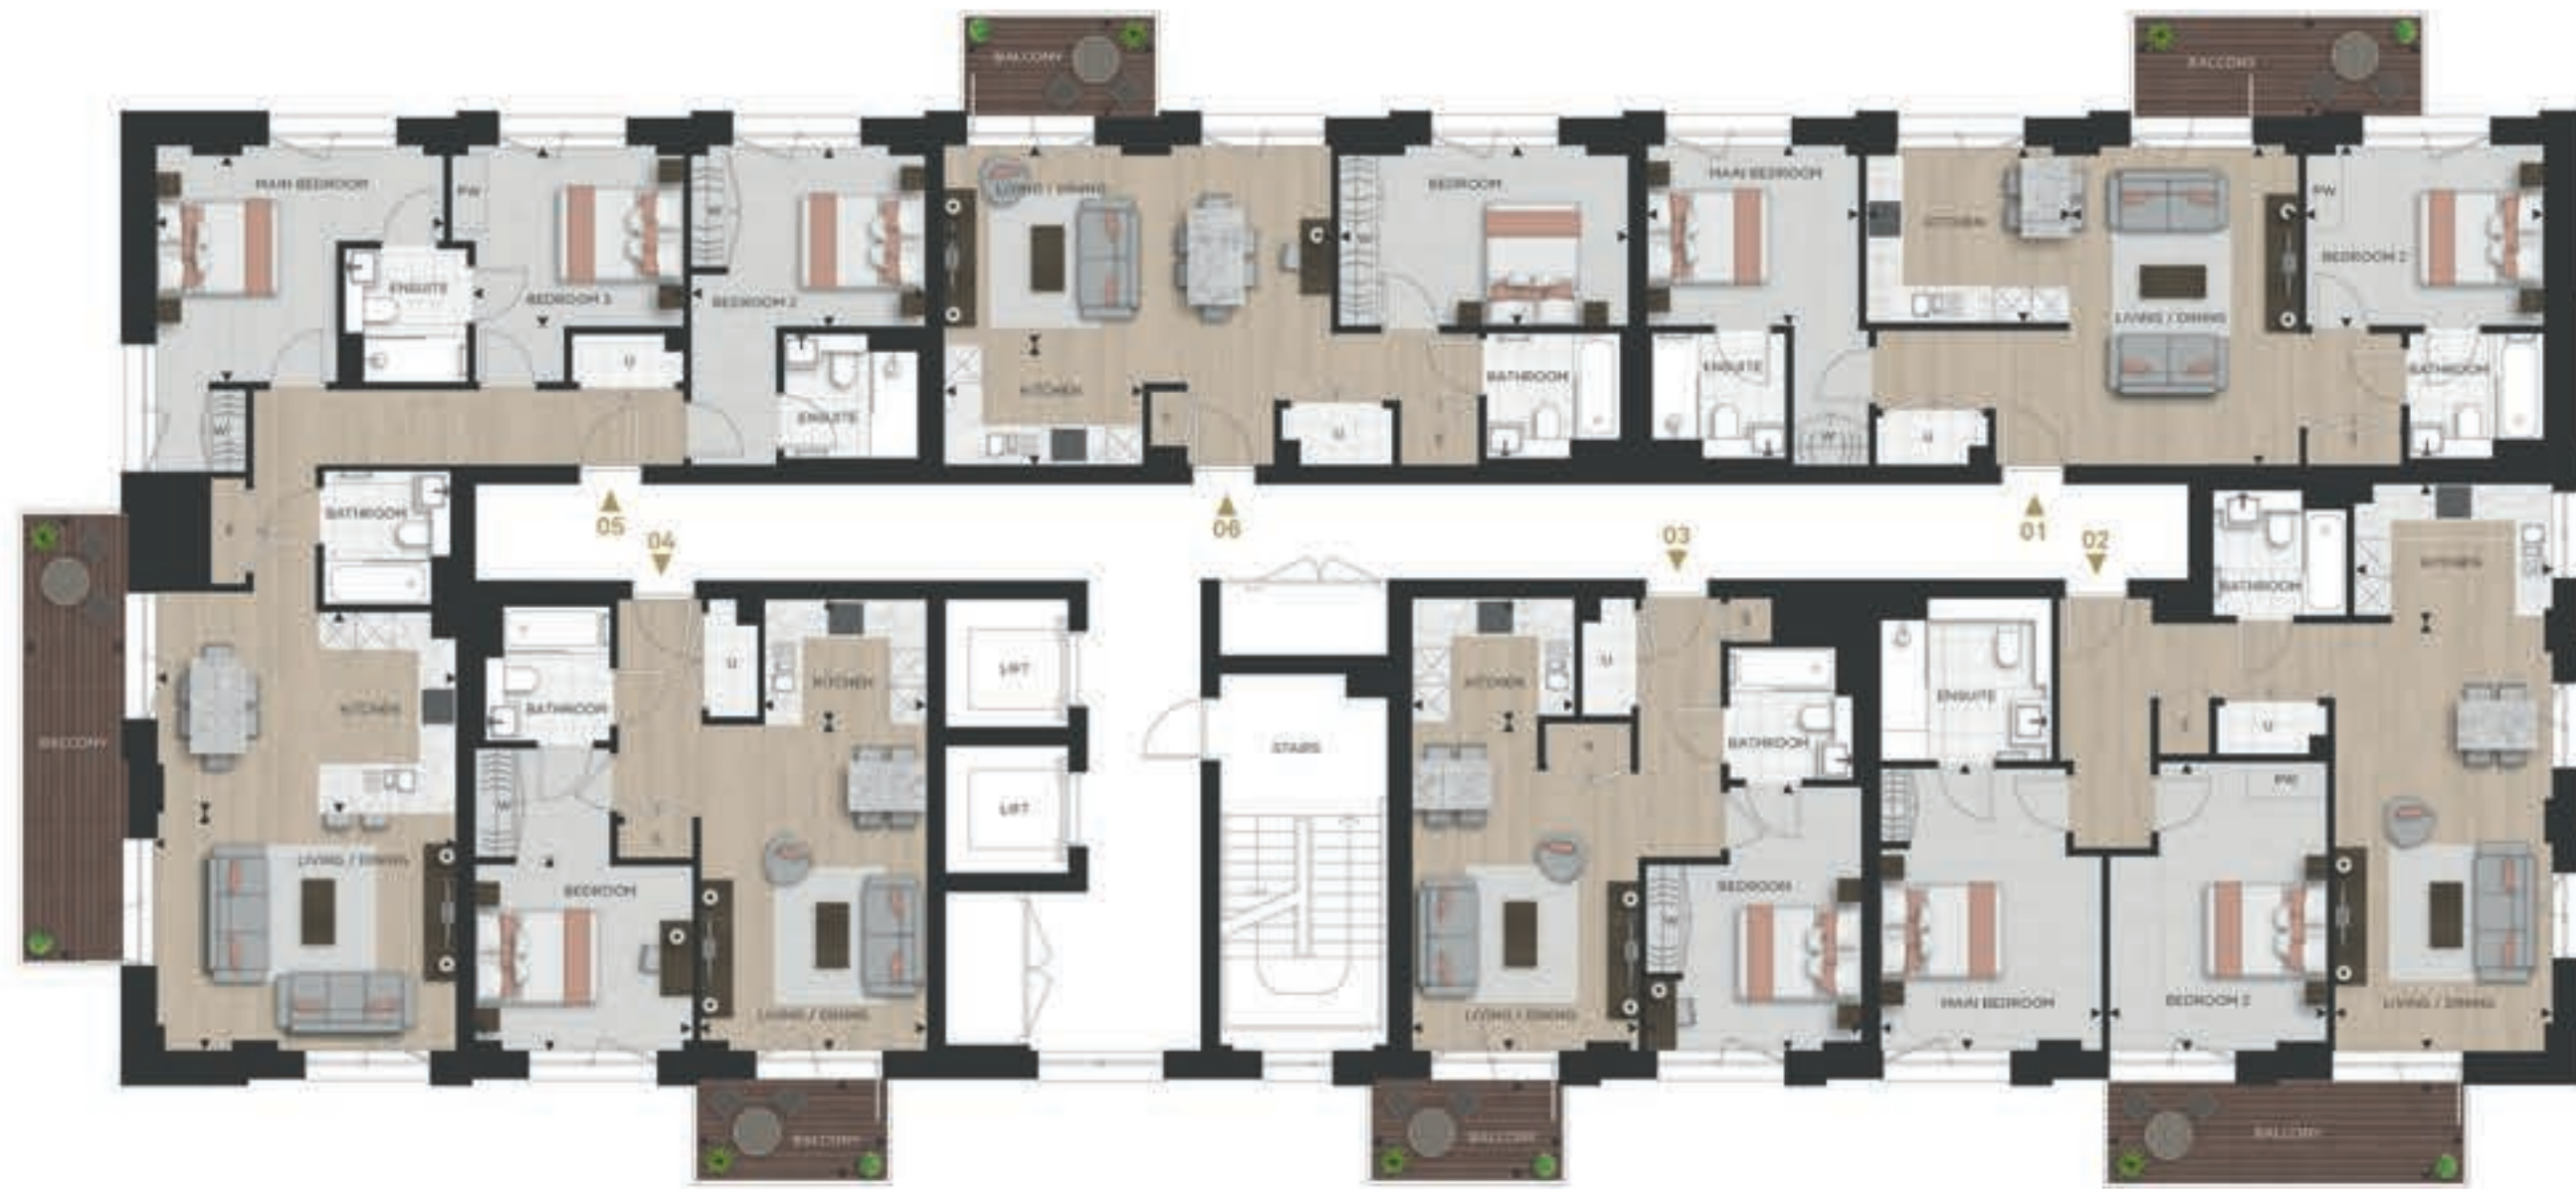 BALCONY
BALCONY
MAIN BEDROOM
PW
BEDROOM 3
ENSUITE
U
W
BEDROOM 2
ENSUITE
W
LIVING / DINING
KITCHEN
BEDROOM
W
BATHROOM
U
MAIN BEDROOM
ENSUITE
W
U
KITCHEN
LIVING / DINING
PW
BEDROOM 2
BATHROOM
05
04
06
03
01
02
BATHROOM
BALCONY
KITCHEN
LIVING / DINING
BATHROOM
U
KITCHEN
W
BEDROOM
LIVING / DINING
LIFT
LIFT
STAIRS
KITCHEN
U
BATHROOM
BEDROOM
W
LIVING / DINING
ENSUITE
MAIN BEDROOM
BATHROOM
KITCHEN
U
PW
BEDROOM 2
LIVING / DINING
BALCONY
BALCONY
BALCONY